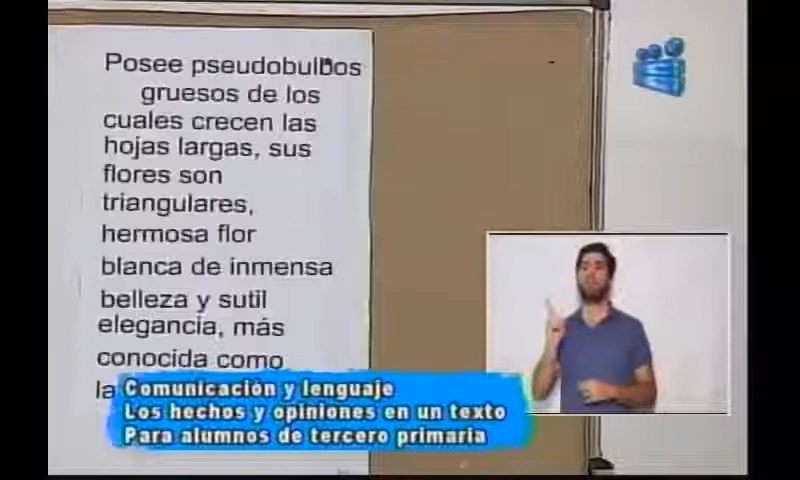 Posee pseudobulbos
gruesos de los
cuales crecen las
hojas largas, sus
flores son
triangulares,
hermosa flor
blanca de inmensa
belleza y sutil
elegancia, más
conocida como
la
Comunicación y lenguaje
Los hechos y opiniones en un texto
Para alumnos de tercero primaria